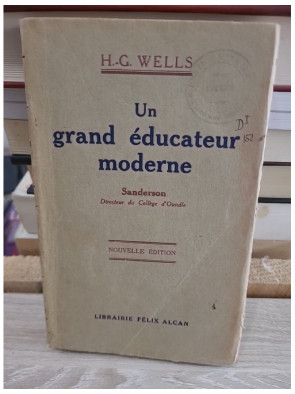 H.-G. WELLS
Un
grand éducateur
moderne
Sanderson
Directeur du Collège d'Oundle
NOUVELLE ÉDITION
LIBRAIRIE FÉLIX ALCAN